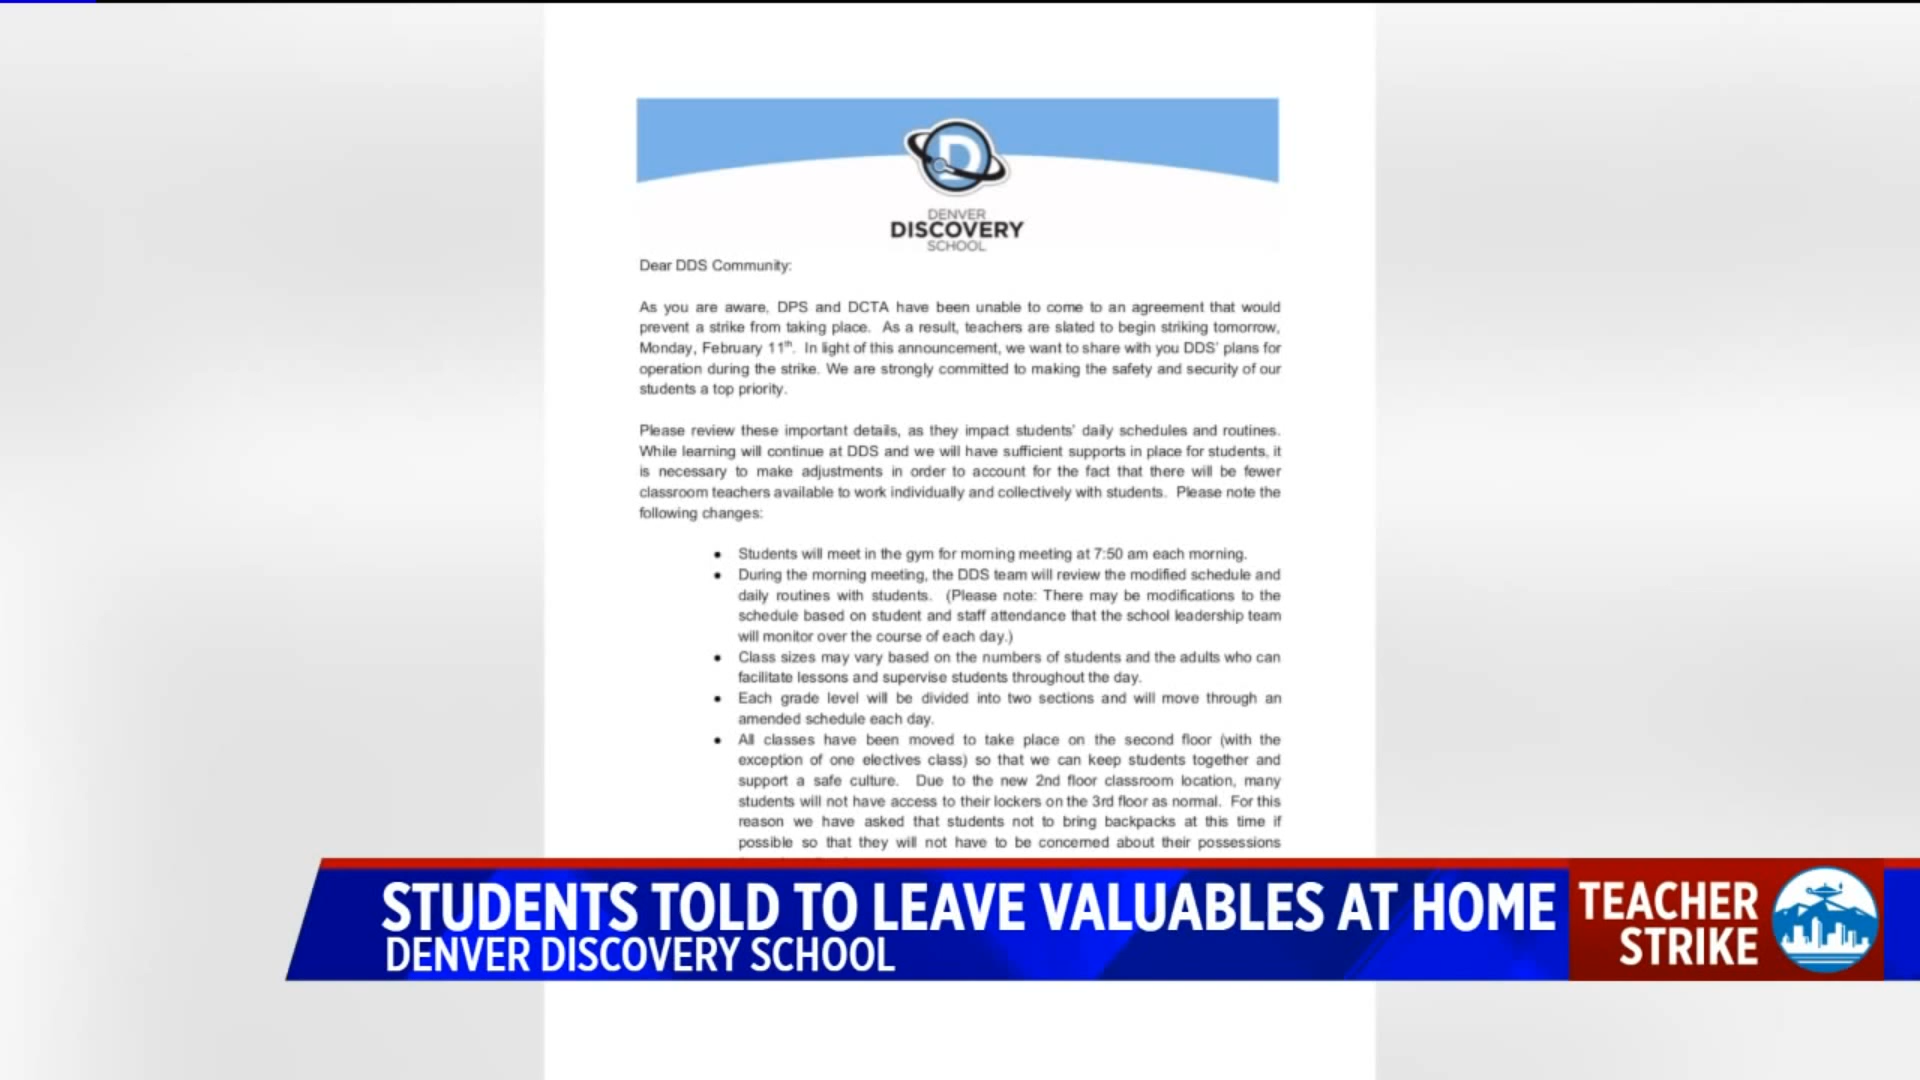 D
DENVER
DISCOVERY
SCHOOL
Dear DDS Community:
As you are aware, DPS and DCTA have been unable to come to an agreement that would
prevent a strike from taking place. As a result, teachers are slated to begin striking tomorrow,
Monday, February 11th. In light of this announcement, we want to share with you DDS' plans for
operation during the strike. We are strongly committed to making the safety and security of our
students a top priority.
Please review these important details, as they impact students' daily schedules and routines.
While learning will continue at DDS and we will have sufficient supports in place for students, it
is necessary to make adjustments in order to account for the fact that there will be fewer
classroom teachers available to work individually and collectively with students. Please note the
following changes:
• Students will meet in the gym for morning meeting at 7:50 am each morning.
• During the morning meeting, the DDS team will review the modified schedule and
daily routines with students. (Please note: There may be modifications to the
schedule based on student and staff attendance that the school leadership team
will monitor over the course of each day.)
• Class sizes may vary based on the numbers of students and the adults who can
facilitate lessons and supervise students throughout the day.
• Each grade level will be divided into two sections and will move through an
amended schedule each day.
• All classes have been moved to take place on the second floor (with the
exception of one electives class) so that we can keep students together and
support a safe culture. Due to the new 2nd floor classroom location, many
students will not have access to their lockers on the 3rd floor as normal. For this
reason we have asked that students not to bring backpacks at this time if
possible so that they will not have to be concerned about their possessions
STUDENTS TOLD TO LEAVE VALUABLES AT HOME
DENVER DISCOVERY SCHOOL
TEACHER
STRIKE